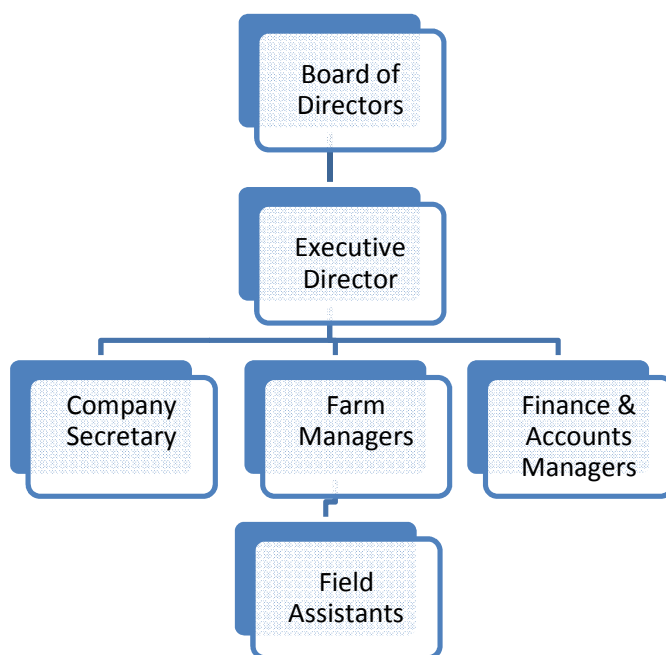 Board of
Directors
Executive
Director
Company
Secretary
Farm
Managers
Finance &
Accounts
Managers
Field
Assistants